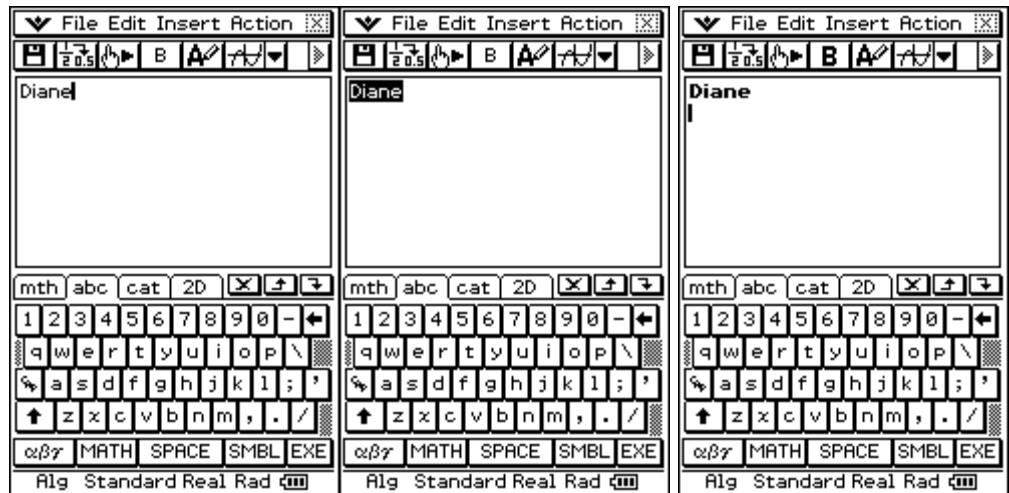 File Edit Insert Action
B A
Diane
mth abc cat 2D
1 2 3 4 5 6 7 8 9 0 -
q w e r t y u i o p \
a s d f g h j k l ; '
z x c v b n m , . /
αβγ MATH SPACE SMBL EXE
Alg Standard Real Rad
File Edit Insert Action
B A
Diane
mth abc cat 2D
1 2 3 4 5 6 7 8 9 0 -
q w e r t y u i o p \
a s d f g h j k l ; '
z x c v b n m , . /
αβγ MATH SPACE SMBL EXE
Alg Standard Real Rad
File Edit Insert Action
B A
Diane
mth abc cat 2D
1 2 3 4 5 6 7 8 9 0 -
q w e r t y u i o p \
a s d f g h j k l ; '
z x c v b n m , . /
αβγ MATH SPACE SMBL EXE
Alg Standard Real Rad